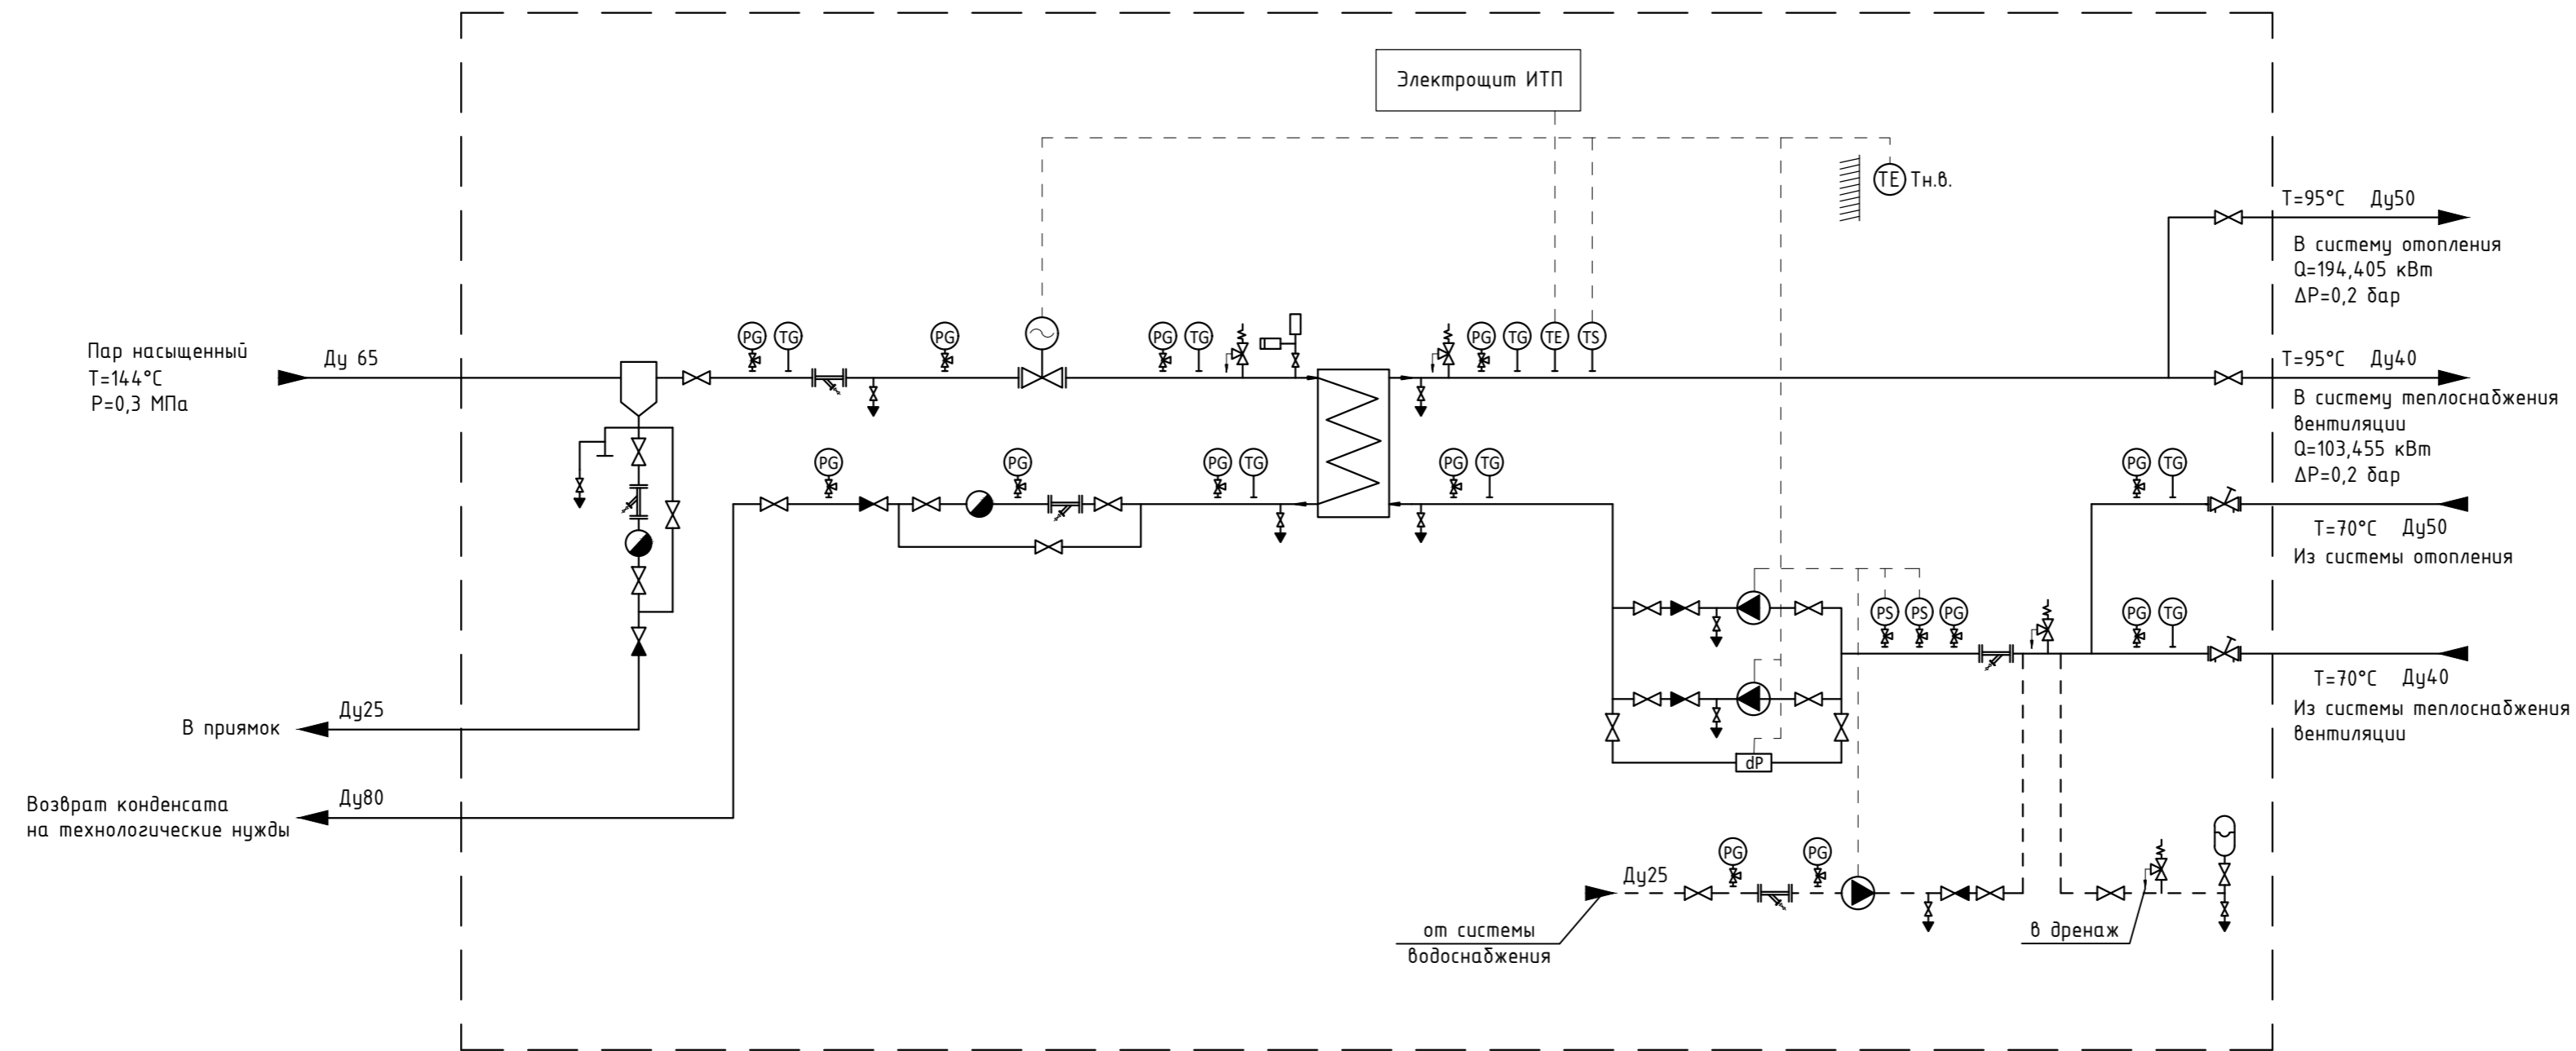 Электрощит ИТП
TE Тн.в.
T=95°C Ду50
В систему отопления
Q=194,405 кВт
ΔP=0,2 бар
PG TG PG PG TG PG TG TE TS
Пар насыщенный
T=144°C
P=0,3 МПа
Ду 65
T=95°C Ду40
В систему теплоснабжения
вентиляции
Q=103,455 кВт
ΔP=0,2 бар
PG PG PG TG PG TG PG TG
T=70°C Ду50
Из системы отопления
PS PS PG PG TG
T=70°C Ду40
Из системы теплоснабжения
вентиляции
В приямок
Ду25
dP
Возврат конденсата
на технологические нужды
Ду80
PG PG
Ду25
от системы
водоснабжения
в дренаж